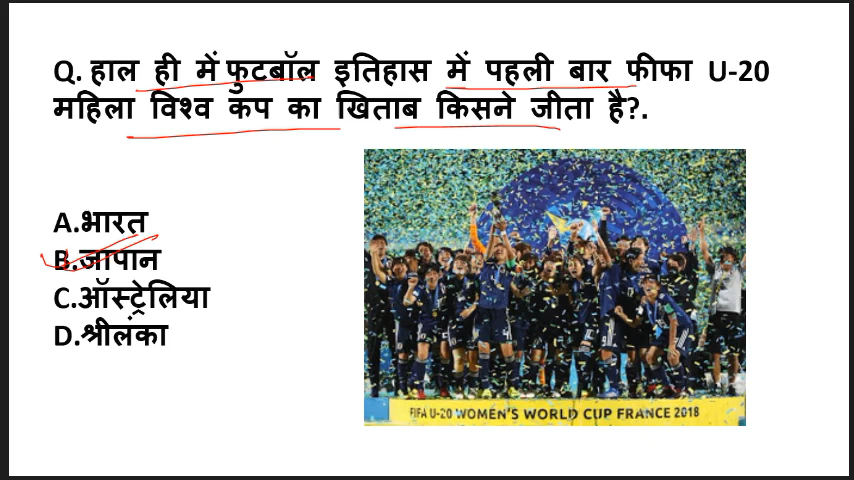 Q. हाल ही में फुटबॉल इतिहास में पहली बार फीफा U-20
महिला विश्व कप का खिताब किसने जीता है?.
A.भारत
B.जापान
C.ऑस्ट्रेलिया
D.श्रीलंका
FIFA U-20 WOMEN'S WORLD CUP FRANCE 2018